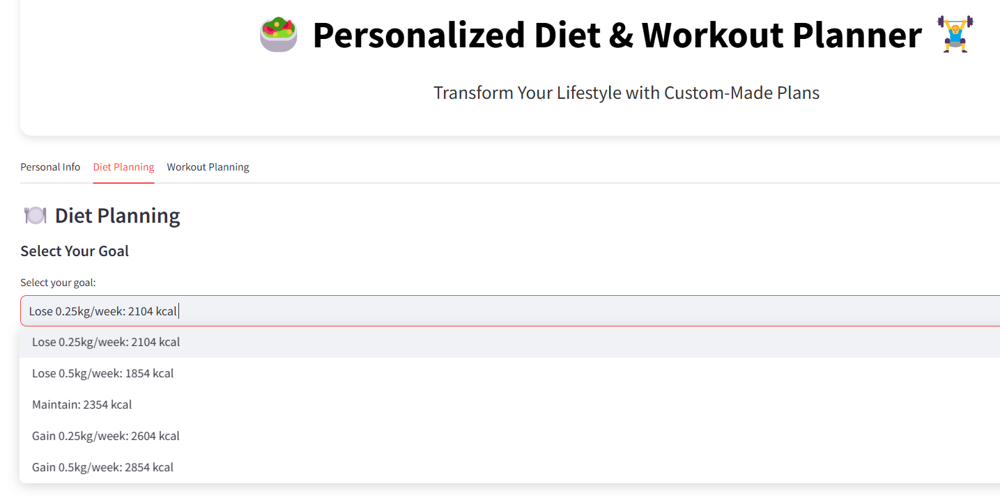 Personalized Diet & Workout Planner
Transform Your Lifestyle with Custom-Made Plans
Personal Info Diet Planning Workout Planning
Diet Planning
Select Your Goal
Select your goal:
Lose 0.25kg/week: 2104 kcal
Lose 0.25kg/week: 2104 kcal
Lose 0.5kg/week: 1854 kcal
Maintain: 2354 kcal
Gain 0.25kg/week: 2604 kcal
Gain 0.5kg/week: 2854 kcal